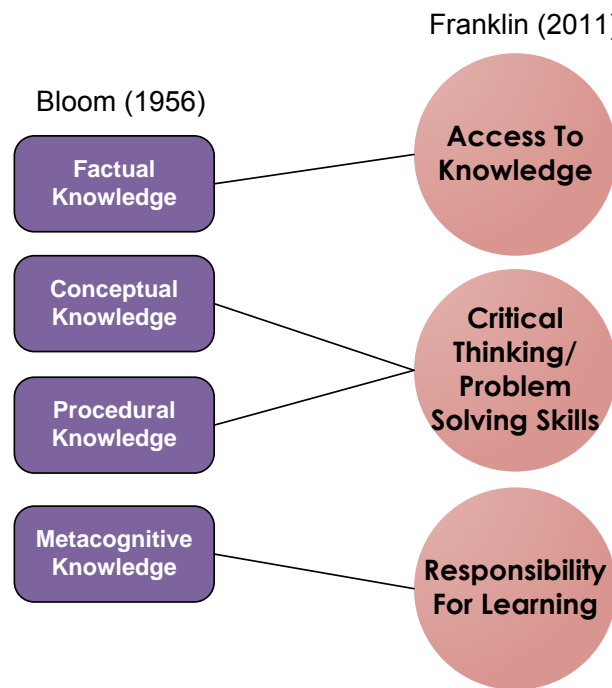 Franklin (2011)
Bloom (1956)
Access To
Knowledge
Factual
Knowledge
Conceptual
Knowledge
Critical
Thinking/
Problem
Solving Skills
Procedural
Knowledge
Metacognitive
Knowledge
Responsibility
For Learning